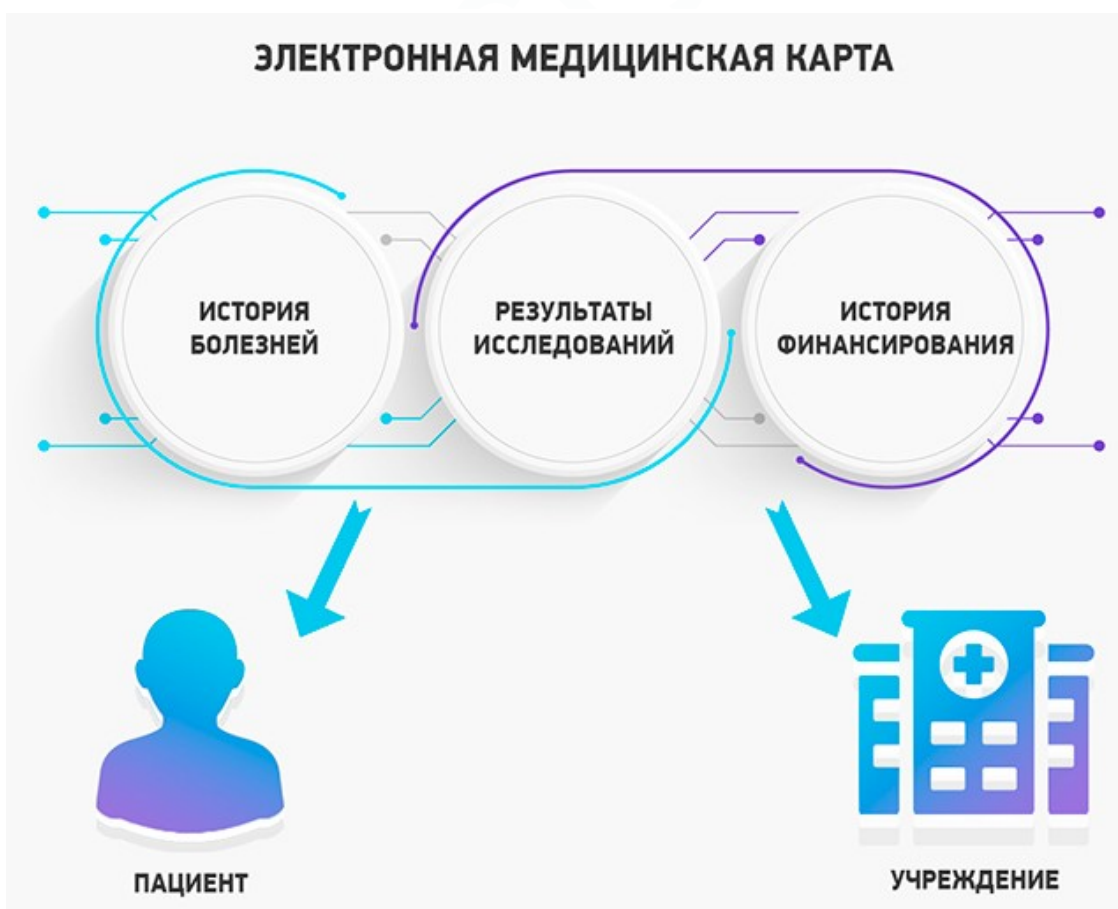 ЭЛЕКТРОННАЯ МЕДИЦИНСКАЯ КАРТА
ИСТОРИЯ
БОЛЕЗНЕЙ
РЕЗУЛЬТАТЫ
ИССЛЕДОВАНИЙ
ИСТОРИЯ
ФИНАНСИРОВАНИЯ
ПАЦИЕНТ
УЧРЕЖДЕНИЕ